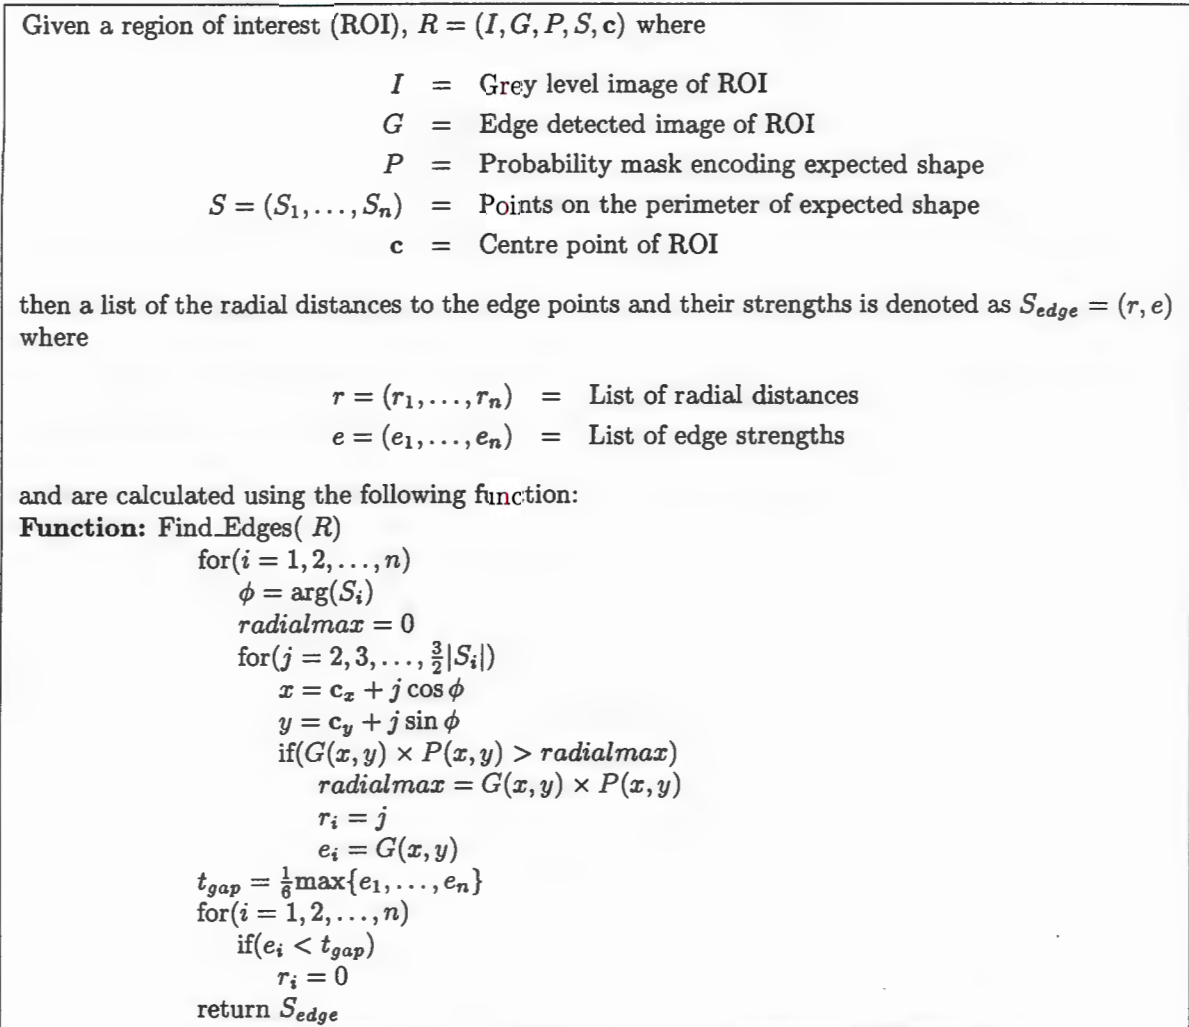 Given a region of interest (ROI), R = (I, G, P, S, c) where
I = Grey level image of ROI
G = Edge detected image of ROI
P = Probability mask encoding expected shape
S = (S₁, . . . , Sₙ) = Points on the perimeter of expected shape
c = Centre point of ROI
then a list of the radial distances to the edge points and their strengths is denoted as S_edge = (r, e)
where
r = (r₁, . . . , rₙ) = List of radial distances
e = (e₁, . . . , eₙ) = List of edge strengths
and are calculated using the following function:
Function: Find_Edges( R)
for(i = 1, 2, . . . , n)
ϕ = arg(Sᵢ)
radialmax = 0
for(j = 2, 3, . . . , 3/2|Sᵢ|)
x = cₓ + j cos ϕ
y = c_y + j sin ϕ
if(G(x, y) × P(x, y) > radialmax)
radialmax = G(x, y) × P(x, y)
rᵢ = j
eᵢ = G(x, y)
t_gap = 1/6 max{e₁, . . . , eₙ}
for(i = 1, 2, . . . , n)
if(eᵢ < t_gap)
rᵢ = 0
return S_edge